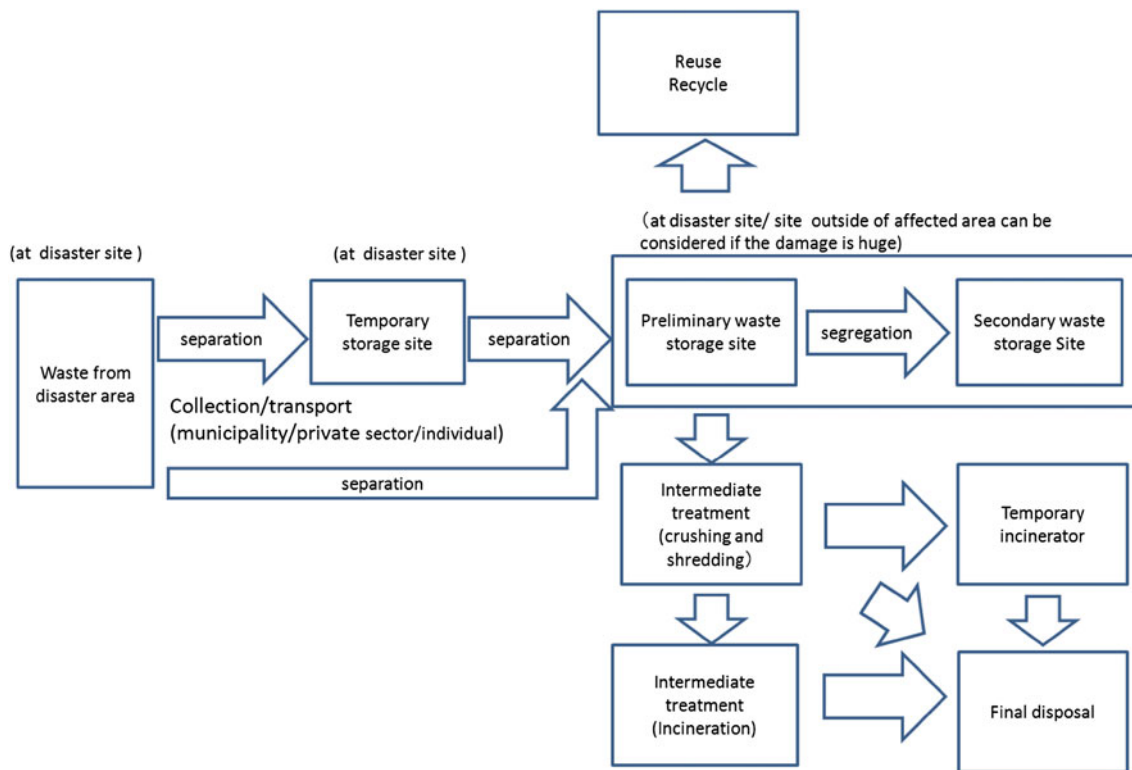 Reuse
Recycle
(at disaster site/ site outside of affected area can be
considered if the damage is huge)
(at disaster site )
(at disaster site )
Waste from
disaster area
separation
Temporary
storage site
separation
Preliminary waste
storage site
segregation
Secondary waste
storage Site
Collection/transport
(municipality/private sector/individual)
separation
Intermediate
treatment
(crushing and
shredding）
Temporary
incinerator
Intermediate
treatment
(Incineration)
Final disposal